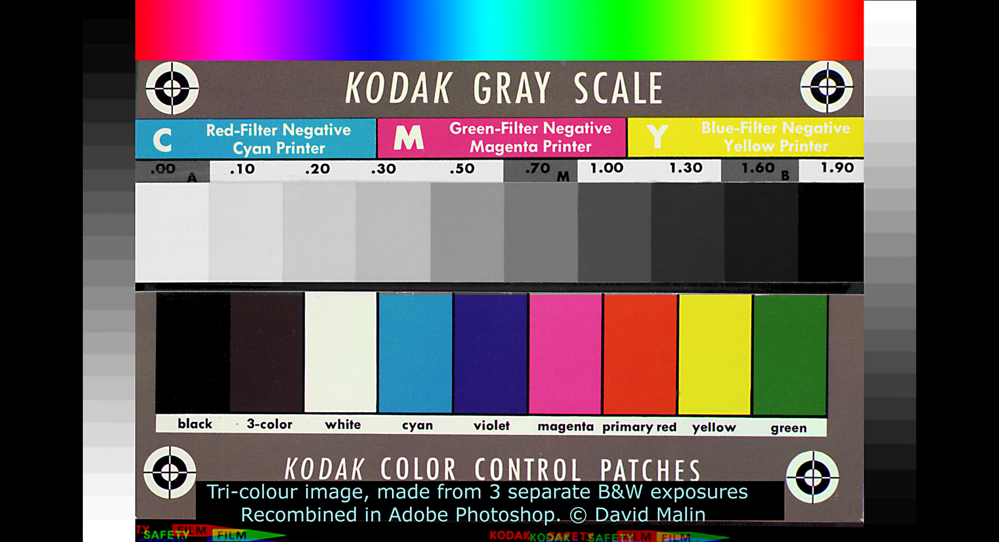 KODAK GRAY SCALE
C Red-Filter Negative M Green-Filter Negative Y Blue-Filter Negative
Cyan Printer Magenta Printer Yellow Printer
.00 .10 .20 .30 .50 .70 1.00 1.30 1.60 1.90
A M B
black 3-color white cyan violet magenta primary red yellow green
KODAK COLOR CONTROL PATCHES
Tri-colour image, made from 3 separate B&W exposures
Recombined in Adobe Photoshop. © David Malin
SAFETY FILM FILM KODAK KODAK SAFETY FILM FILM